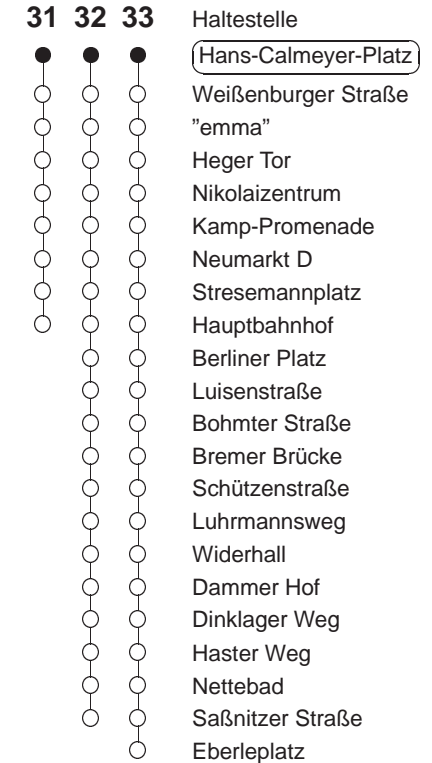 31 32 33 Haltestelle
Hans-Calmeyer-Platz
Weißenburger Straße
"emma"
Heger Tor
Nikolaizentrum
Kamp-Promenade
Neumarkt D
Stresemannplatz
Hauptbahnhof
Berliner Platz
Luisenstraße
Bohmter Straße
Bremer Brücke
Schützenstraße
Luhrmannsweg
Widerhall
Dammer Hof
Dinklager Weg
Haster Weg
Nettebad
Saßnitzer Straße
Eberleplatz